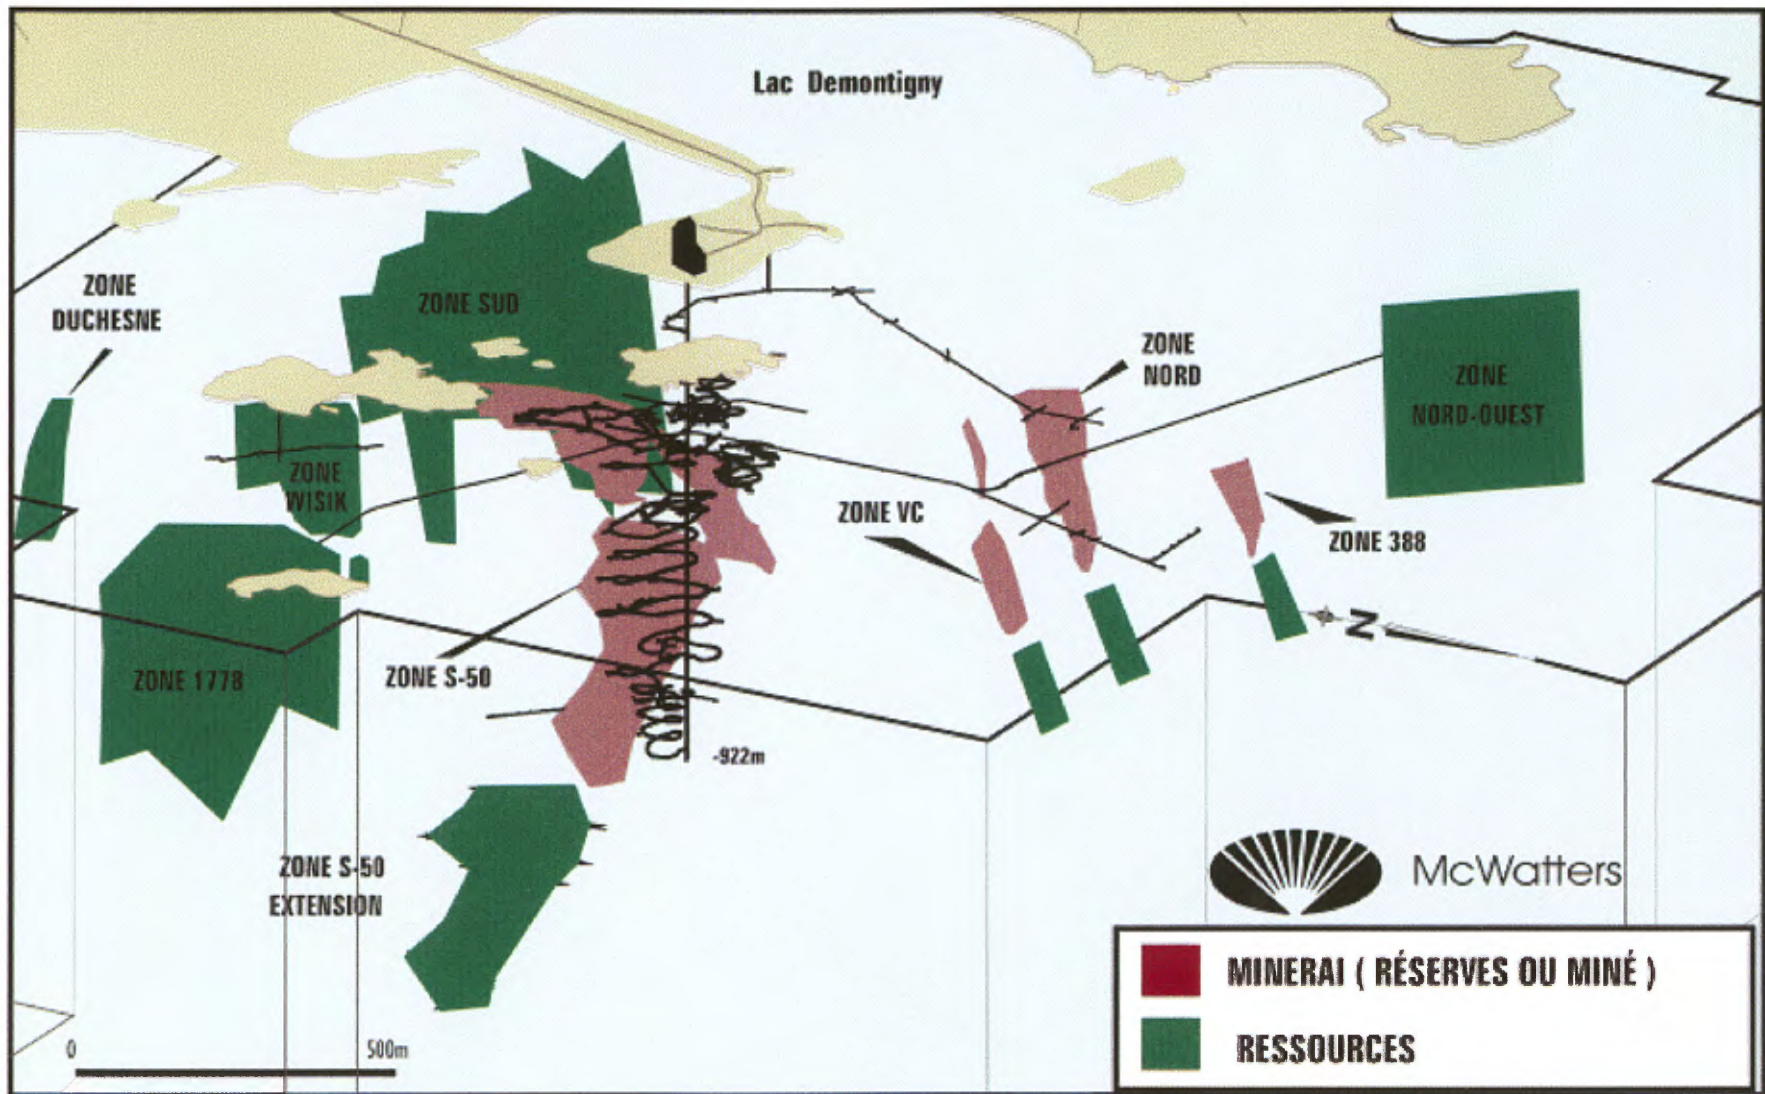 Lac Demontigny
ZONE
DUCHESNE
ZONE SUD
ZONE
NORD
ZONE
NORD-OUEST
ZONE
WISIK
ZONE VC
ZONE 388
N
ZONE 1778
ZONE S-50
-922m
ZONE S-50
EXTENSION
McWatters
MINERAI ( RÉSERVES OU MINÉ )
RESSOURCES
0 500m